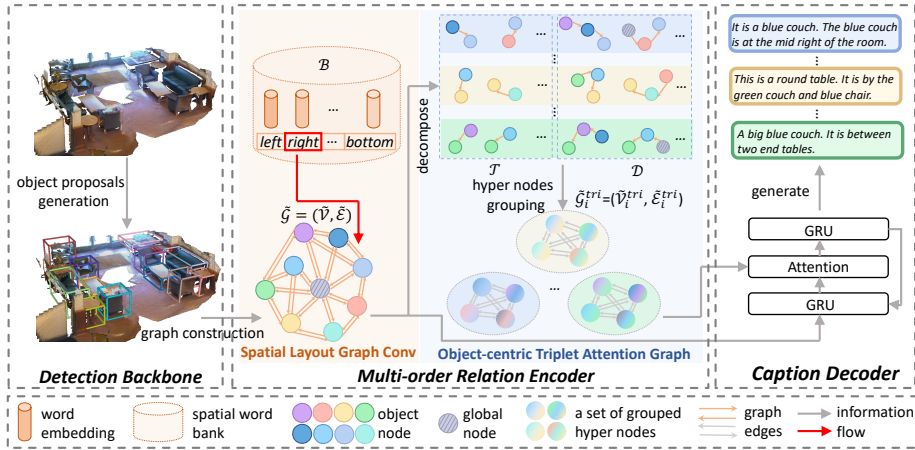 object proposals
generation
graph construction
Detection Backbone
ℬ
left right ... bottom
𝒢̃ = (𝒱̃, ℰ̃)
Spatial Layout Graph Conv
decompose
...
...
...
...
...
...
...
𝒯
𝒟
hyper nodes
grouping
𝒢̃ᵢᵗʳⁱ=(𝒱̃ᵢᵗʳⁱ, ℰ̃ᵢᵗʳⁱ)
...
Object-centric Triplet Attention Graph
Multi-order Relation Encoder
It is a blue couch. The blue couch
is at the mid right of the room.
This is a round table. It is by the
green couch and blue chair.
...
A big blue couch. It is between
two end tables.
generate
GRU
Attention
GRU
Caption Decoder
word
embedding
spatial word
bank
object
node
global
node
a set of grouped
hyper nodes
graph
edges
information
flow